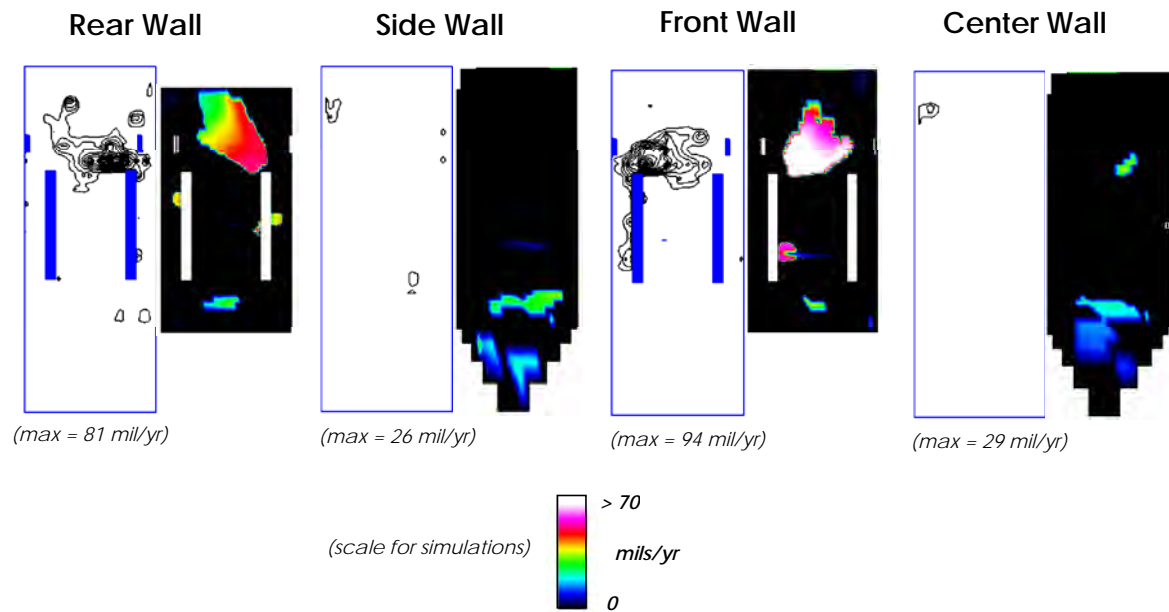 Rear Wall
Side Wall
Front Wall
Center Wall
(max = 81 mil/yr)
(max = 26 mil/yr)
(max = 94 mil/yr)
(max = 29 mil/yr)
> 70
(scale for simulations)
mils/yr
0